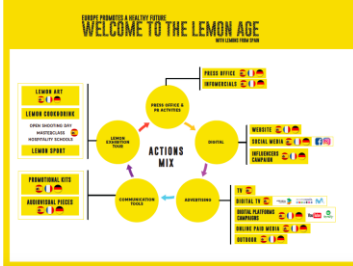 EUROPE PROMOTES A HEALTHY FUTURE
WELCOME TO THE LEMON AGE
WITH LEMONS FROM SPAIN
LEMON ART
LEMON COOK&DRINK
OPEN SHOOTING DAY
MASTERCLASS
HOSPITALITY SCHOOLS
LEMON SPORT
PROMOTIONAL KITS
AUDIOVISUAL PIECES
PRESS OFFICE &
PR ACTIVITIES
LEMON
EXHIBITION
TOUR
ACTIONS
MIX
DIGITAL
COMMUNICATION
TOOLS
ADVERTISING
PRESS OFFICE
INFOMERCIALS
WEBSITE
SOCIAL MEDIA
INFLUENCERS
CAMPAIGN
TV
DIGITAL TV
DIGITAL PLATFORMS
CAMPAIGNS
YouTube
ONLINE PAID MEDIA
OUTDOOR